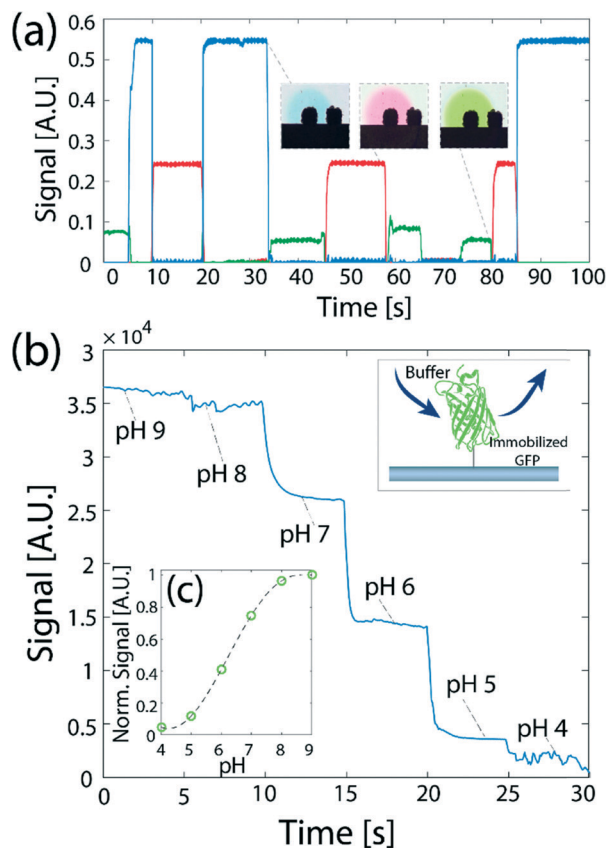 (a)
Signal [A.U.]
0.6
0.5
0.4
0.3
0.2
0.1
0
0 10 20 30 40 50 60 70 80 90 100
Time [s]
(b)
× 10⁴
Signal [A.U.]
3.
3.5
3
2.5
2
1.5
1
0.5
0
pH 9
pH 8
pH 7
pH 6
pH 5
pH 4
Buffer
Immobilized
GFP
(c)
Norm. Signal [A.U.]
1
0.8
0.6
0.4
0.2
0
4 5 6 7 8 9
pH
0 5 10 15 20 25 30
Time [s]